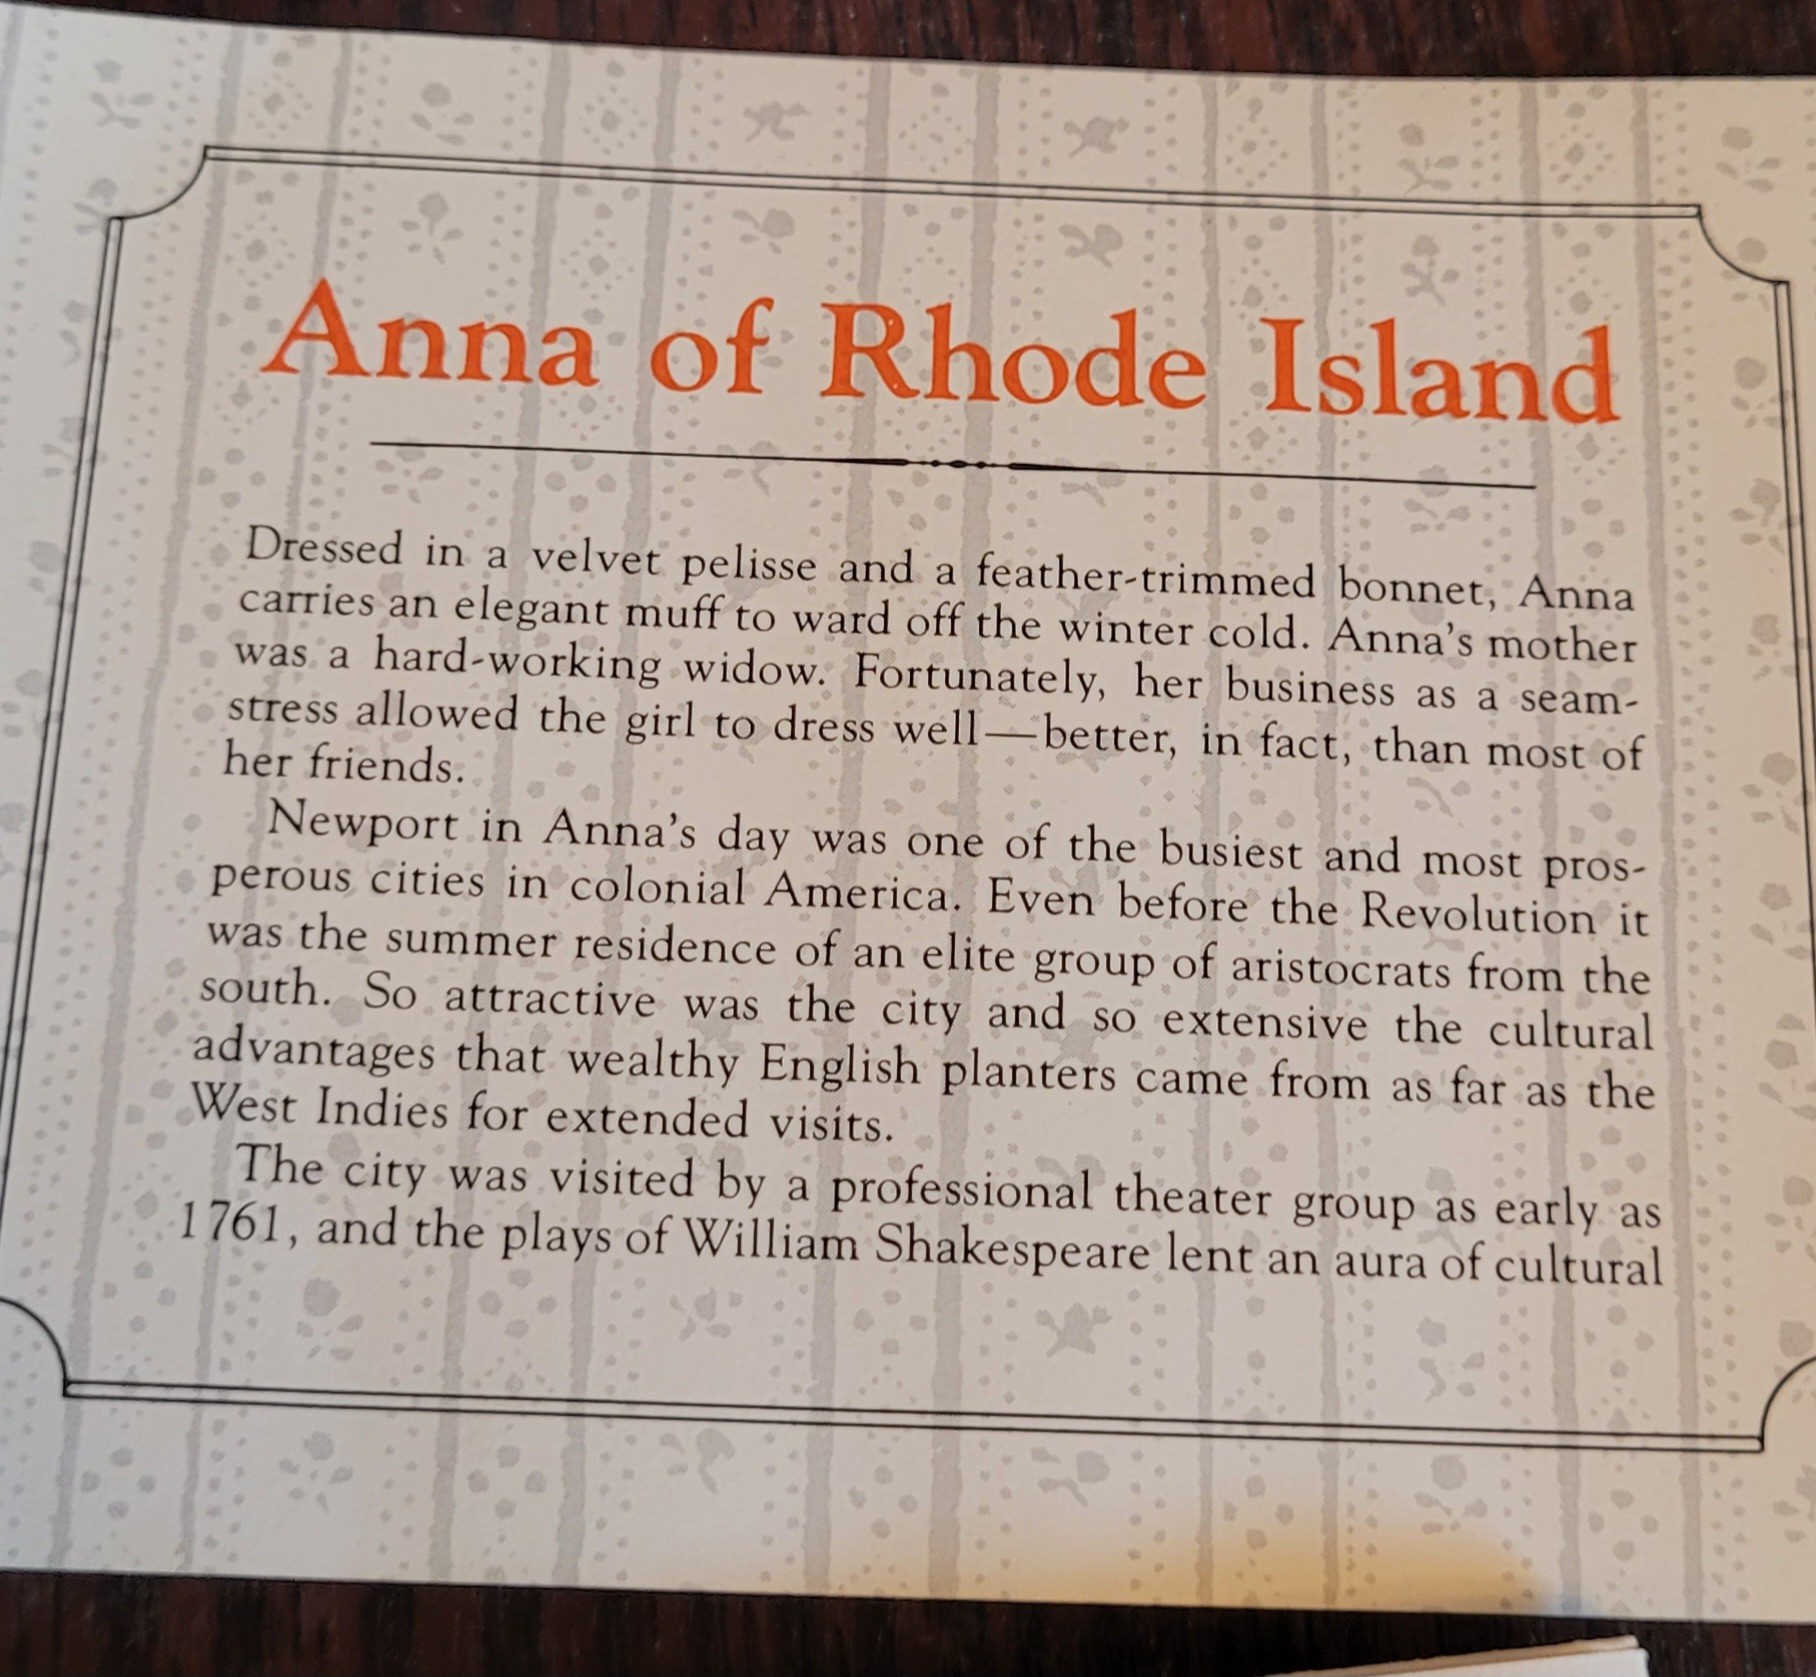 Anna of Rhode Island
Dressed in a velvet pelisse and a feather-trimmed bonnet, Anna
carries an elegant muff to ward off the winter cold. Anna's mother
was a hard-working widow. Fortunately, her business as a seam-
stress allowed the girl to dress well—better, in fact, than most of
her friends.
Newport in Anna's day was one of the busiest and most pros-
perous cities in colonial America. Even before the Revolution it
was the summer residence of an elite group of aristocrats from the
south. So attractive was the city and so extensive the cultural
advantages that wealthy English planters came from as far as the
West Indies for extended visits.
The city was visited by a professional theater group as early as
1761, and the plays of William Shakespeare lent an aura of cultural